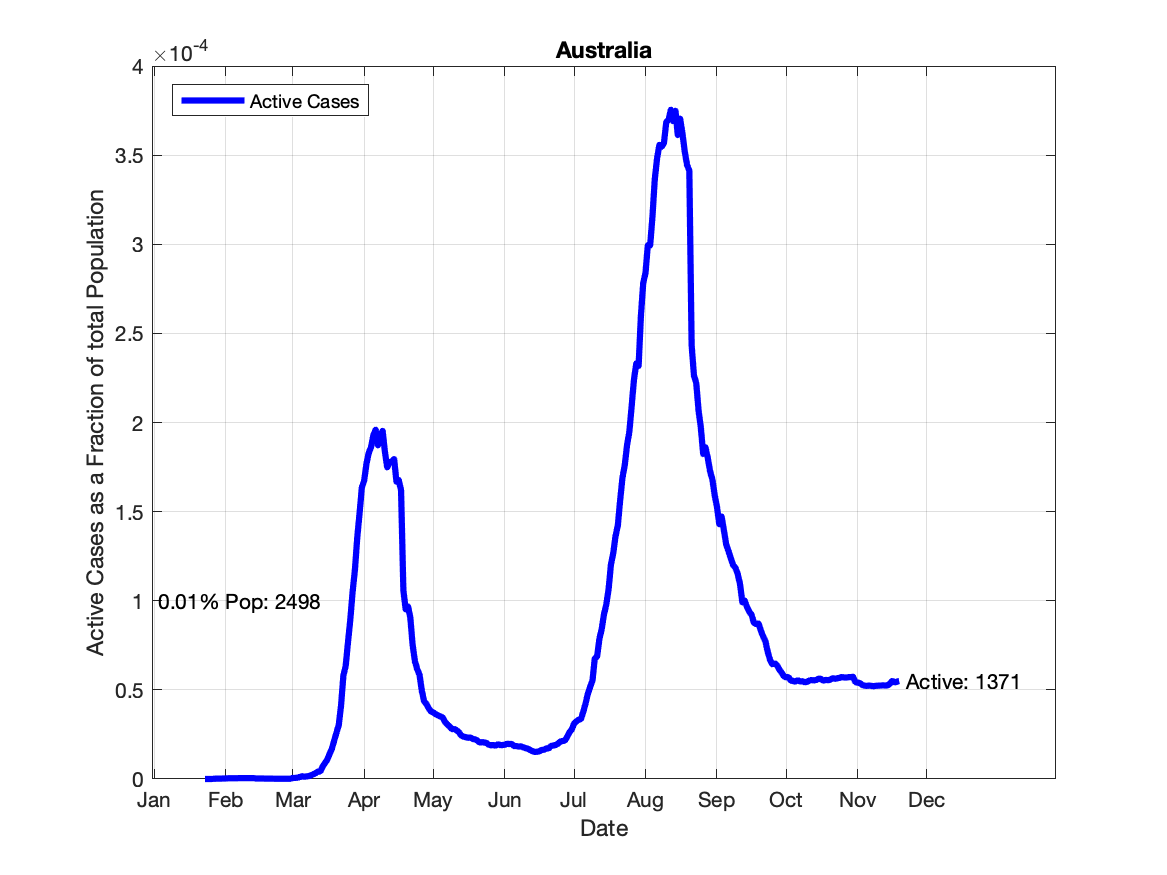 Australia
×10-4
Active Cases
4
3.5
3
2.5
2
1.5
1
0.5
0
Active Cases as a Fraction of total Population
0.01% Pop: 2498
Active: 1371
Jan Feb Mar Apr May Jun Jul Aug Sep Oct Nov Dec
Date